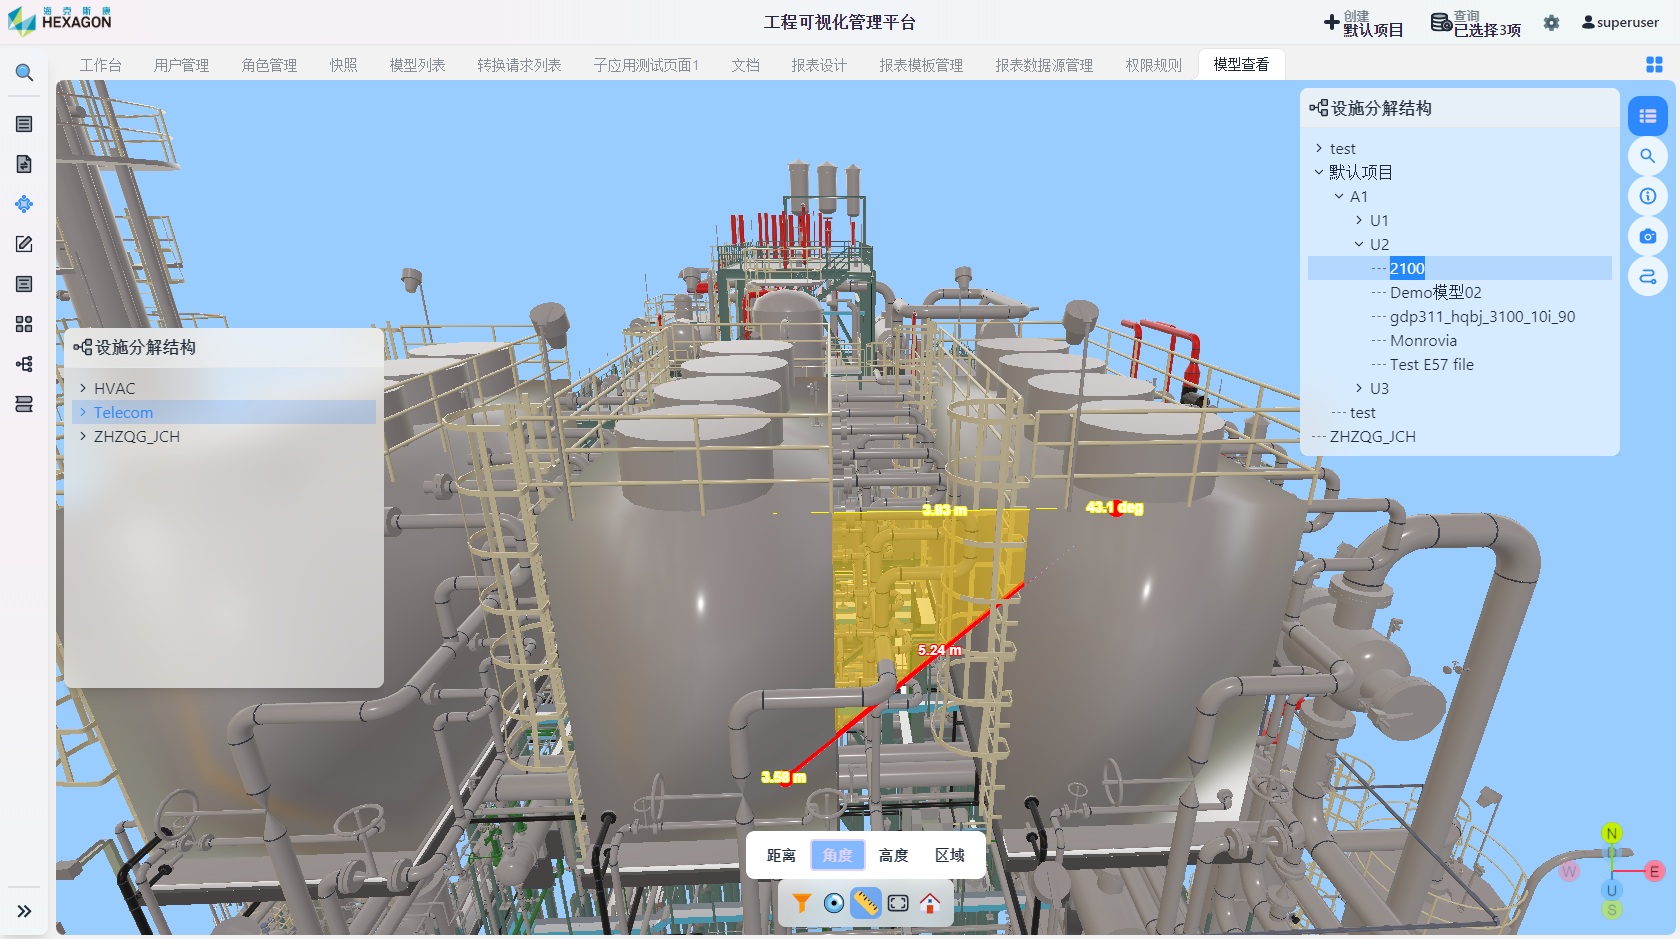 海克斯康
HEXAGON
工程可视化管理平台
创建
默认项目
查询
已选择3项
superuser
工作台
用户管理
角色管理
快照
模型列表
转换请求列表
子应用测试页面1
文档
报表设计
报表模板管理
报表数据源管理
权限规则
模型查看
设施分解结构
test
默认项目
A1
U1
U2
2100
Demo模型02
gdp311_hqbj_3100_10i_90
Monrovia
Test E57 file
U3
test
ZHZQG_JCH
设施分解结构
HVAC
Telecom
ZHZQG_JCH
3.83 m
43.1 deg
5.24 m
3.58 m
距离
角度
高度
区域
N
W
E
U
S